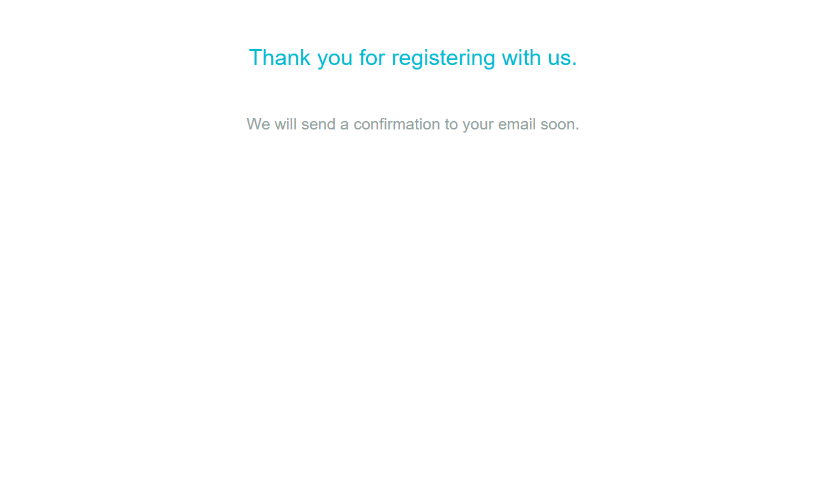 Thank you for registering with us.
We will send a confirmation to your email soon.